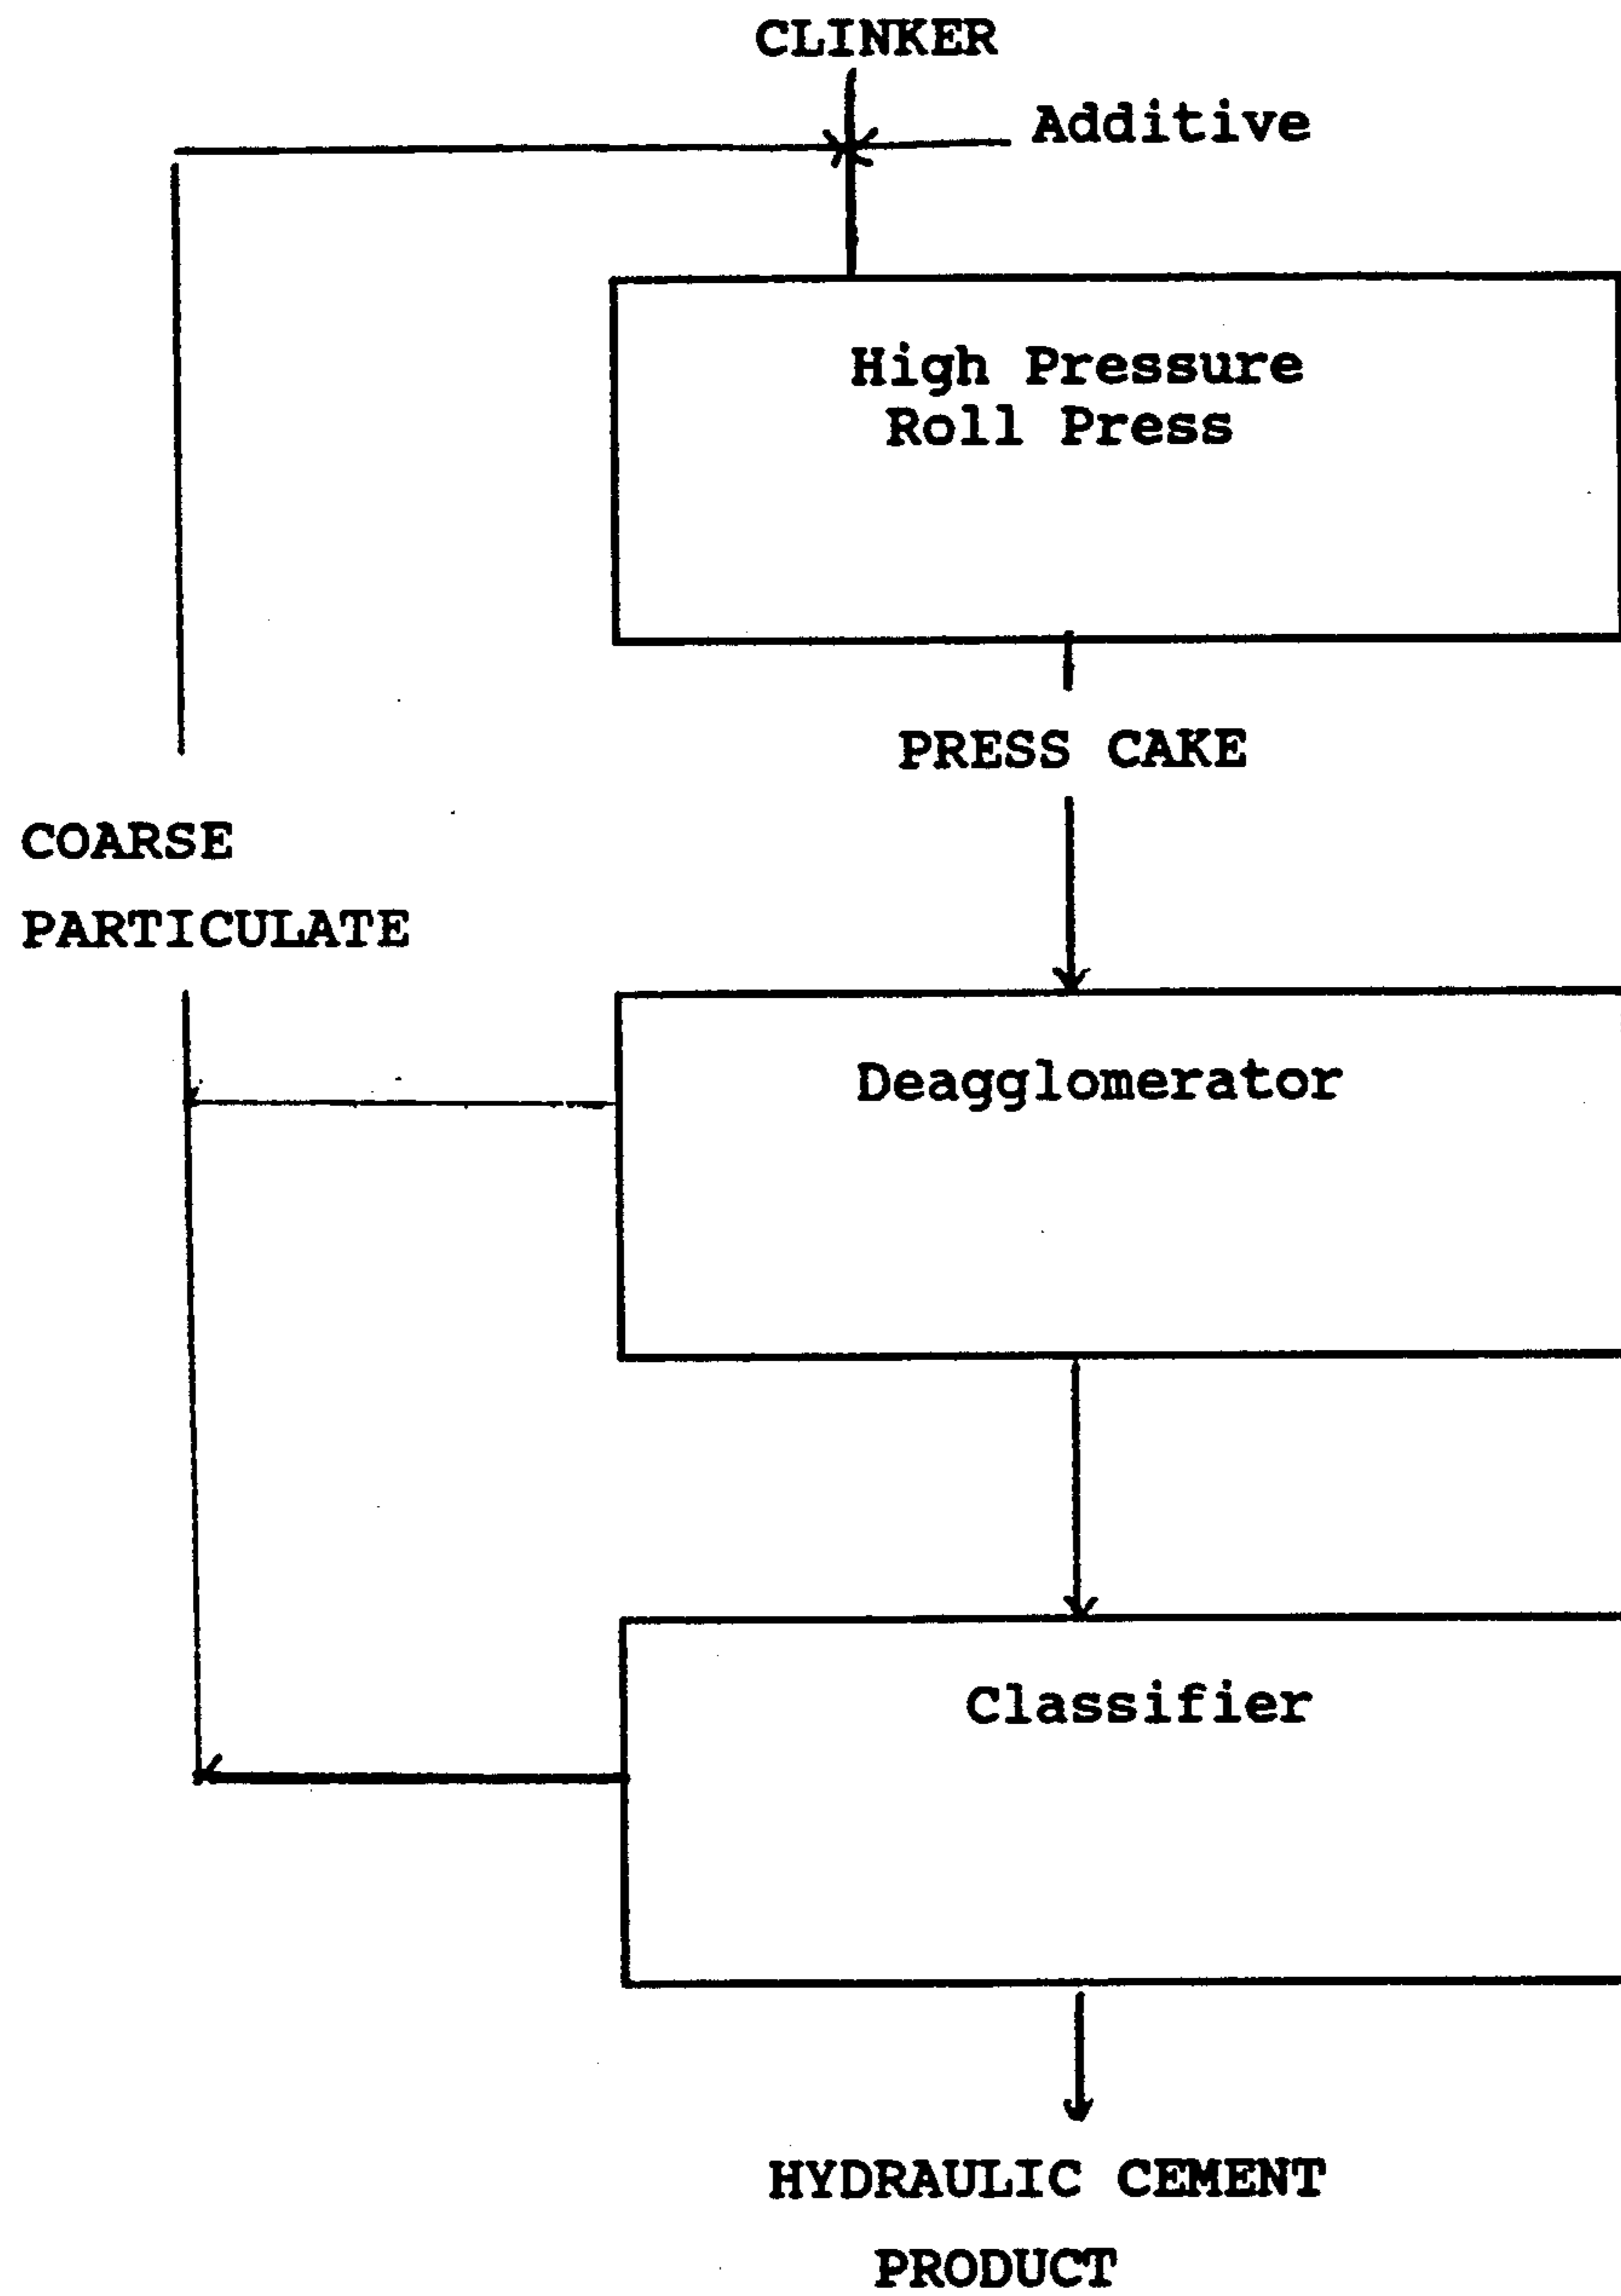 CLINKER
Additive
High Pressure
Roll Press
PRESS CAKE
COARSE
PARTICULATE
Deagglomerator
Classifier
HYDRAULIC CEMENT
PRODUCT